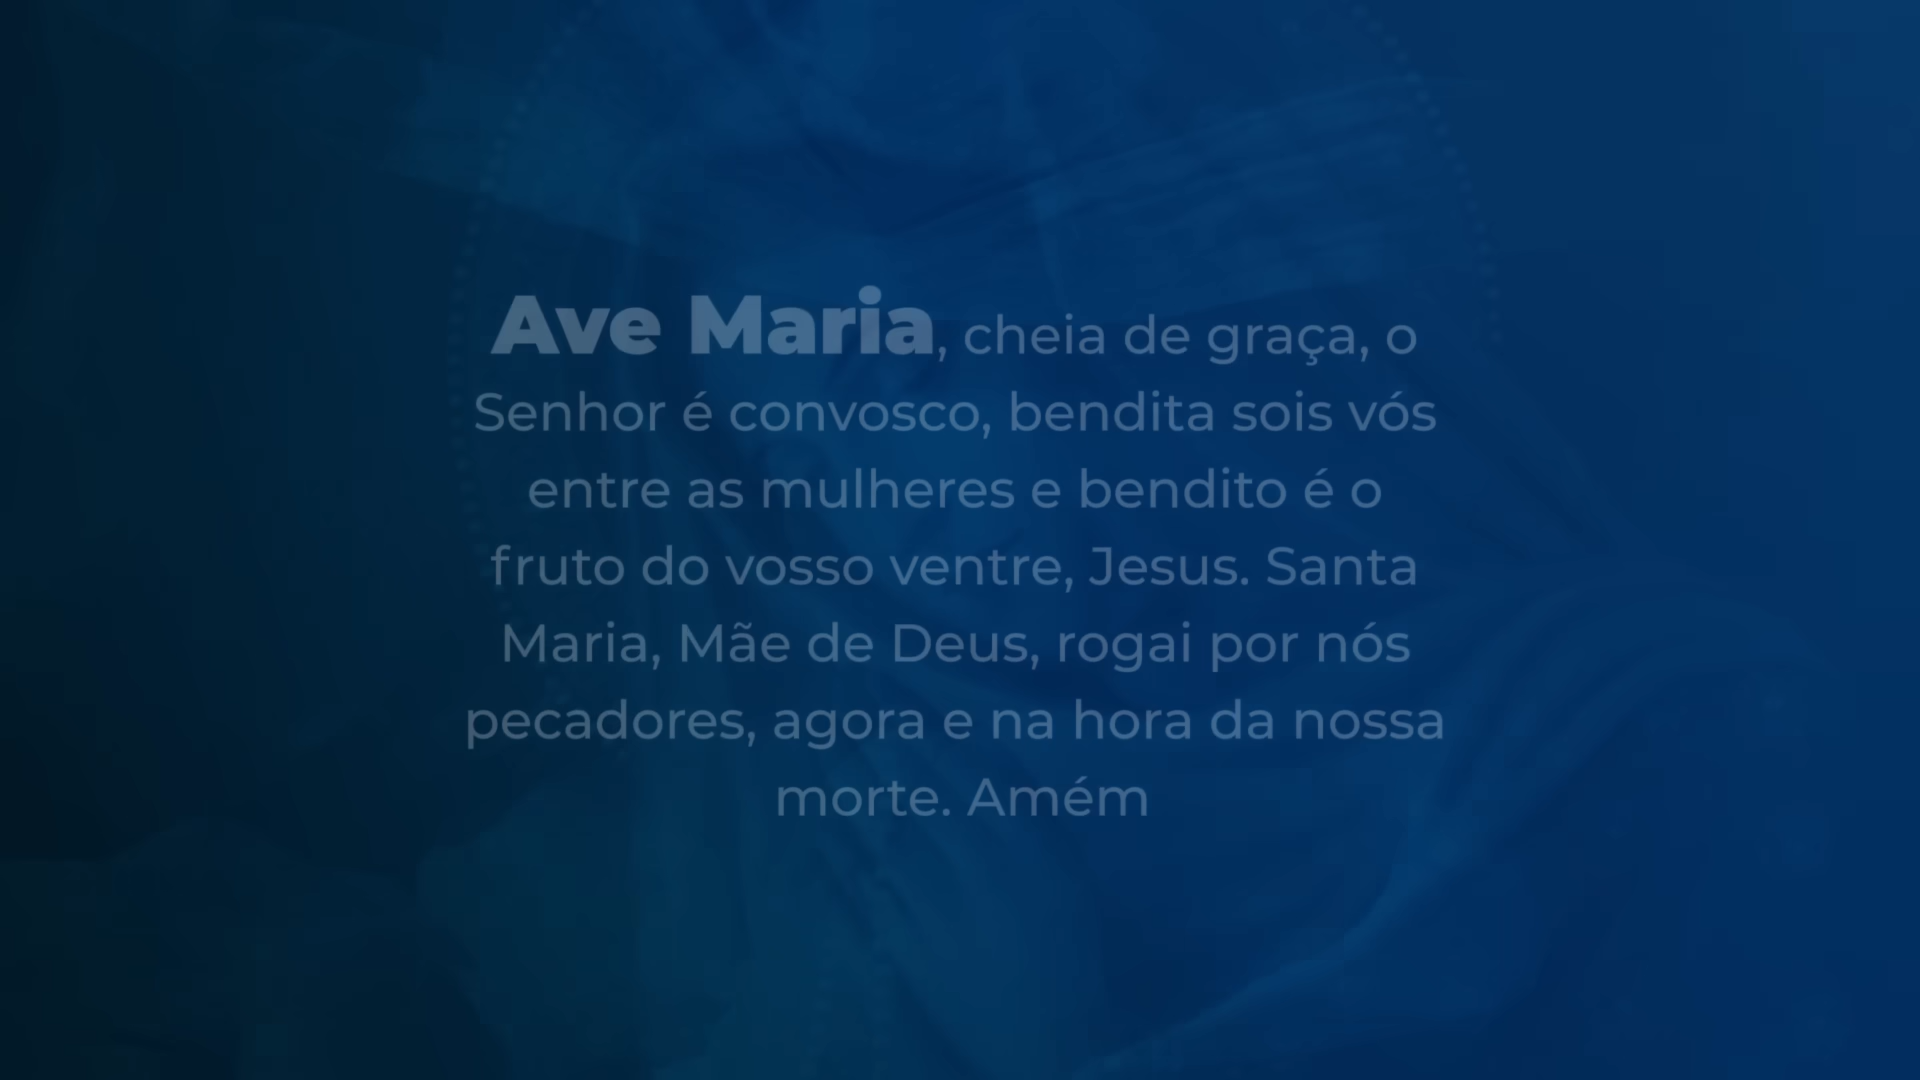 Ave Maria, cheia de graça, o
Senhor é convosco, bendita sois vós
entre as mulheres e bendito é o
fruto do vosso ventre, Jesus. Santa
Maria, Mãe de Deus, rogai por nós
pecadores, agora e na hora da nossa
morte. Amém